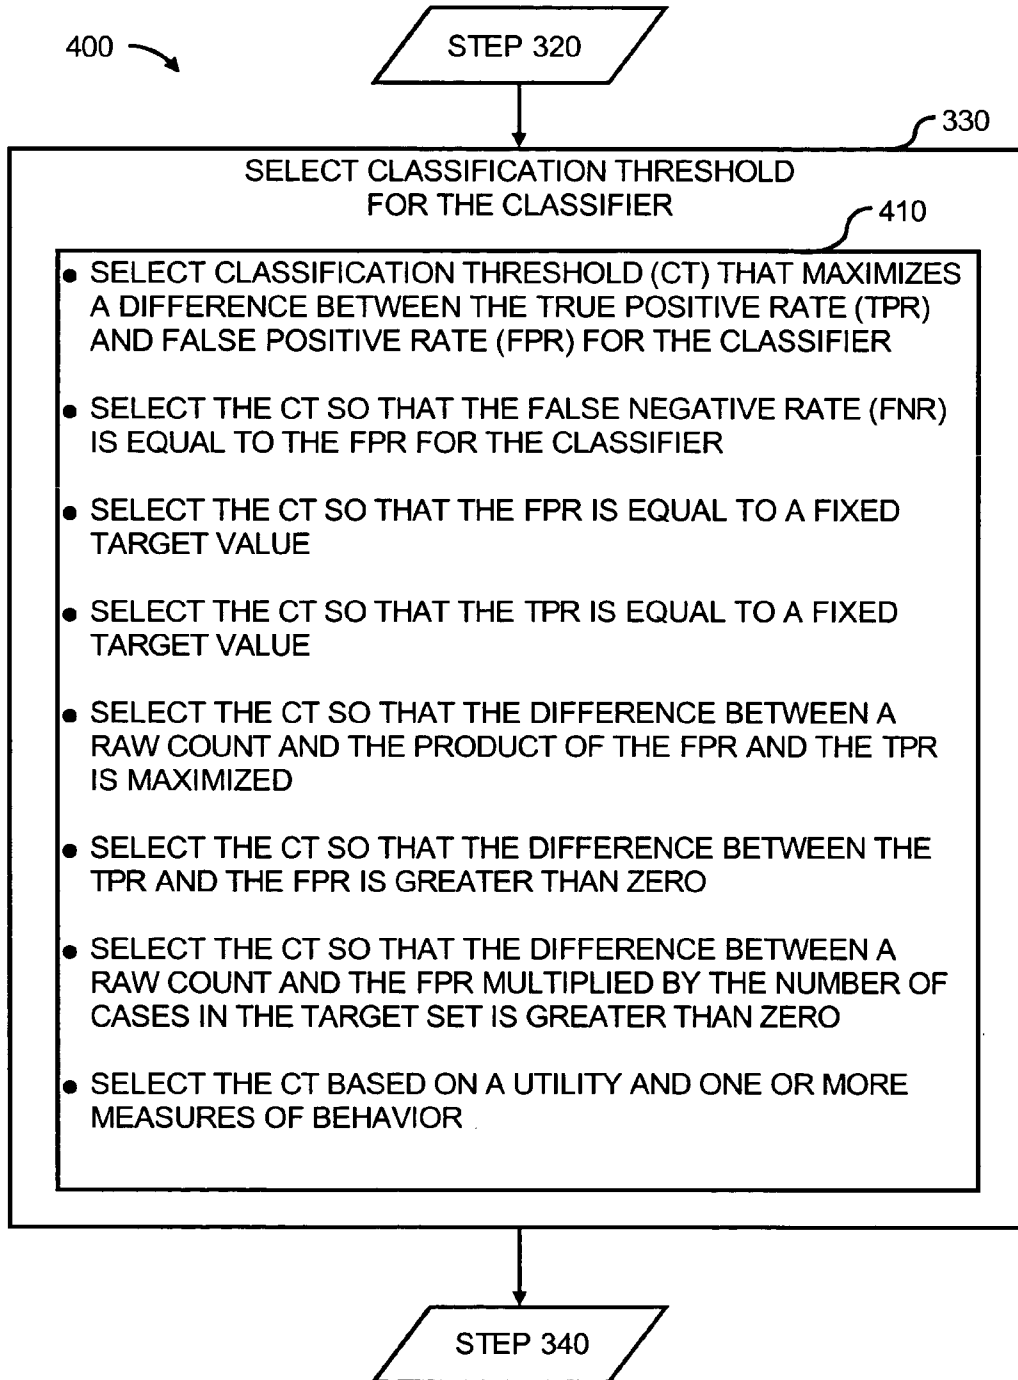 400
STEP 320
330
SELECT CLASSIFICATION THRESHOLD
FOR THE CLASSIFIER
410
• SELECT CLASSIFICATION THRESHOLD (CT) THAT MAXIMIZES
A DIFFERENCE BETWEEN THE TRUE POSITIVE RATE (TPR)
AND FALSE POSITIVE RATE (FPR) FOR THE CLASSIFIER
• SELECT THE CT SO THAT THE FALSE NEGATIVE RATE (FNR)
IS EQUAL TO THE FPR FOR THE CLASSIFIER
• SELECT THE CT SO THAT THE FPR IS EQUAL TO A FIXED
TARGET VALUE
• SELECT THE CT SO THAT THE TPR IS EQUAL TO A FIXED
TARGET VALUE
• SELECT THE CT SO THAT THE DIFFERENCE BETWEEN A
RAW COUNT AND THE PRODUCT OF THE FPR AND THE TPR
IS MAXIMIZED
• SELECT THE CT SO THAT THE DIFFERENCE BETWEEN THE
TPR AND THE FPR IS GREATER THAN ZERO
• SELECT THE CT SO THAT THE DIFFERENCE BETWEEN A
RAW COUNT AND THE FPR MULTIPLIED BY THE NUMBER OF
CASES IN THE TARGET SET IS GREATER THAN ZERO
• SELECT THE CT BASED ON A UTILITY AND ONE OR MORE
MEASURES OF BEHAVIOR
STEP 340